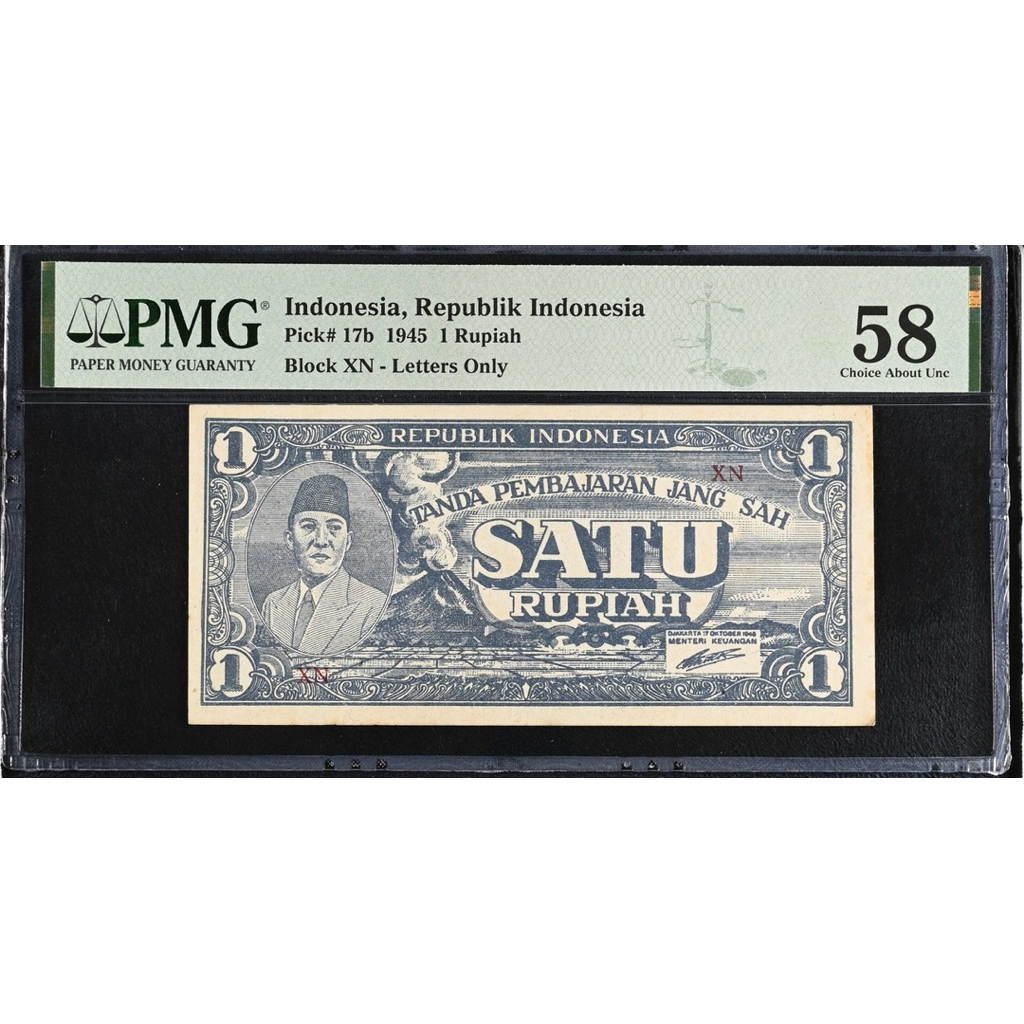 PMG®
PAPER MONEY GUARANTY
Indonesia, Republik Indonesia
Pick# 17b 1945 1 Rupiah
Block XN - Letters Only
58
Choice About Unc
1 REPUBLIK INDONESIA 1
XN
TANDA PEMBAJARAN JANG SAH
SATU
RUPIAH
DJAKARTA 17 OKTOBER 1945
MENTERI KEUANGAN
1 XN 1